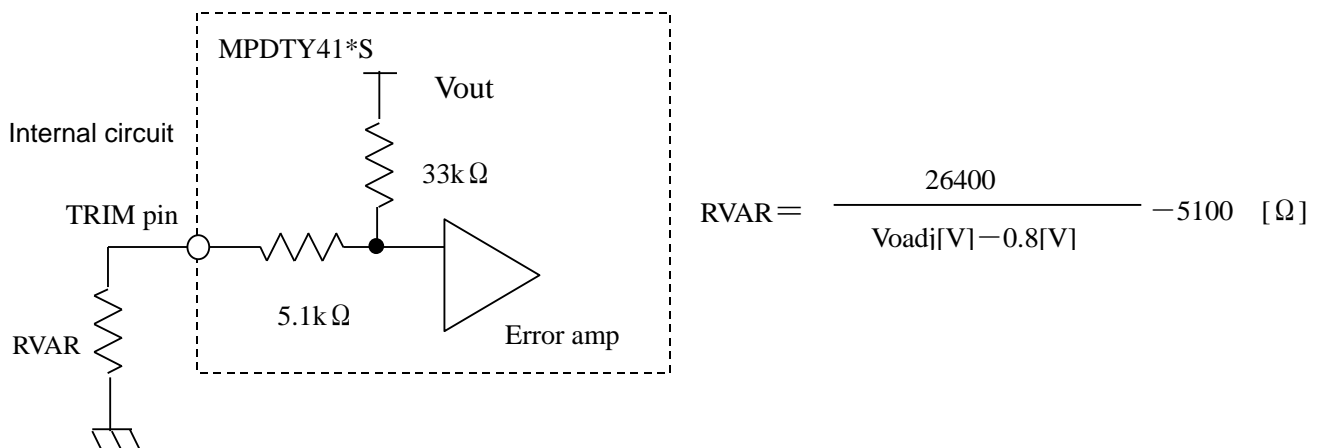 MPDTY41*S
Vout
Internal circuit
33kΩ
TRIM pin
5.1kΩ
RVAR
Error amp
RVAR＝ 26400 －5100 [Ω]
Voadj[V]－0.8[V]